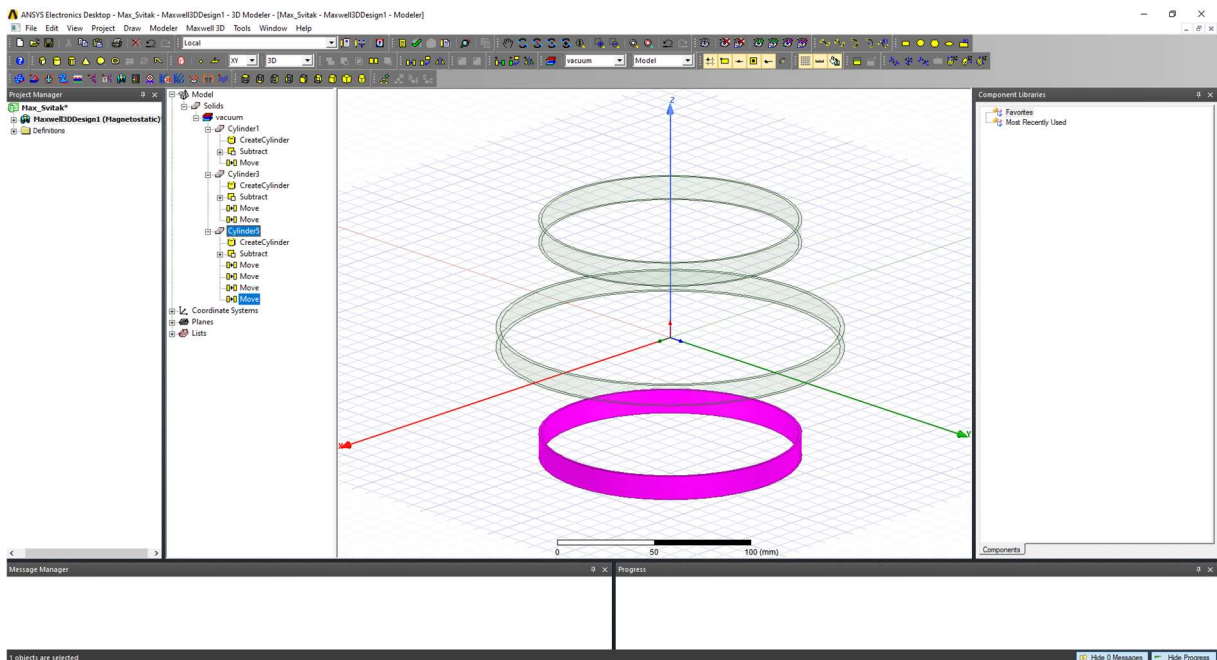 ANSYS Electronics Desktop - Max_Svitak - Maxwell3DDesign1 - 3D Modeler - [Max_Svitak - Maxwell3DDesign1 - Modeler]
File Edit View Project Draw Modeler Maxwell 3D Tools Window Help
Local
XY 3D vacuum Model
Project Manager
Max_Svitak*
Maxwell3DDesign1 (Magnetostatic)*
Definitions
Model
Solids
vacuum
Cylinder1
CreateCylinder
Subtract
Move
Cylinder3
CreateCylinder
Subtract
Move
Move
Cylinder5
CreateCylinder
Subtract
Move
Move
Move
Move
Coordinate Systems
Planes
Lists
Z
X
Y
0 50 100 (mm)
Component Libraries
Favorites
Most Recently Used
Components
Message Manager
Progress
1 objects are selected
Hide 0 Messages Hide Progress